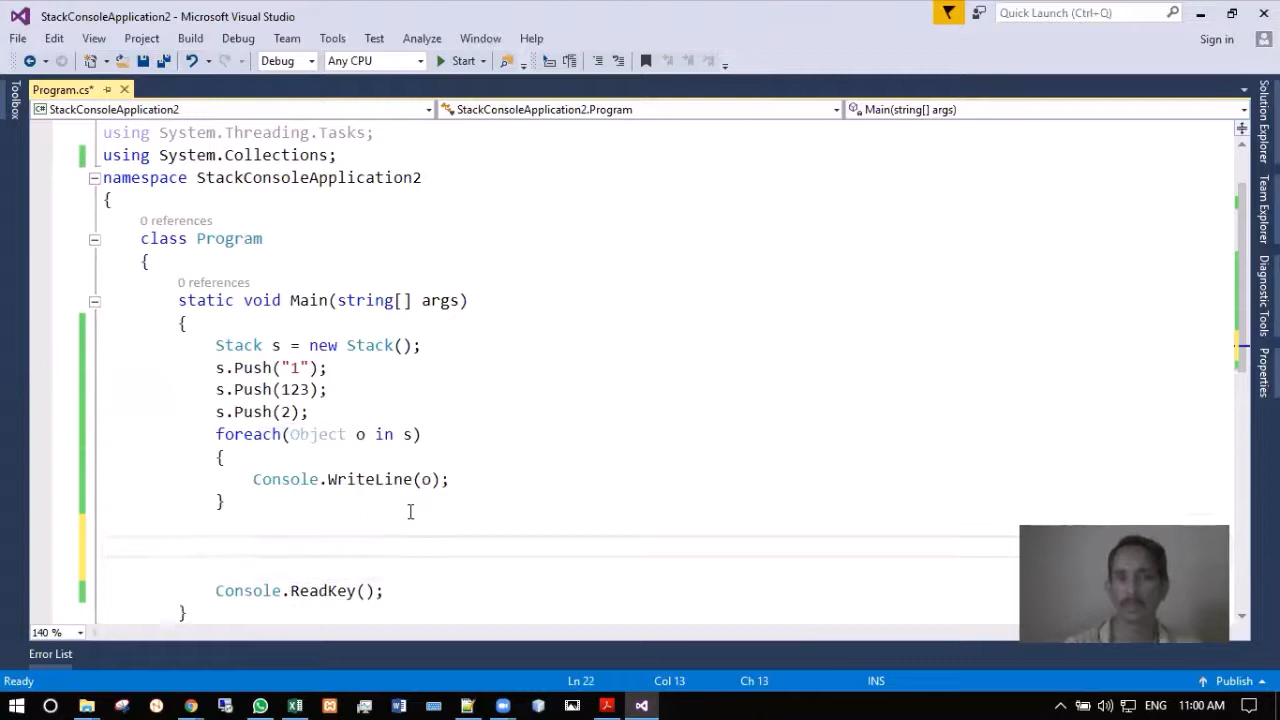 StackConsoleApplication2 - Microsoft Visual Studio
Quick Launch (Ctrl+Q)
File Edit View Project Build Debug Team Tools Test Analyze Window Help
Sign in
Debug Any CPU Start
Program.cs*
StackConsoleApplication2 StackConsoleApplication2.Program Main(string[] args)
Toolbox
Solution Explorer
Team Explorer
Diagnostic Tools
Properties
using System.Threading.Tasks;
using System.Collections;
namespace StackConsoleApplication2
{
0 references
class Program
{
0 references
static void Main(string[] args)
{
Stack s = new Stack();
s.Push("1");
s.Push(123);
s.Push(2);
foreach(Object o in s)
{
Console.WriteLine(o);
}
Console.ReadKey();
}
140 %
Error List
Ready Ln 22 Col 13 Ch 13 INS Publish
ENG 11:00 AM